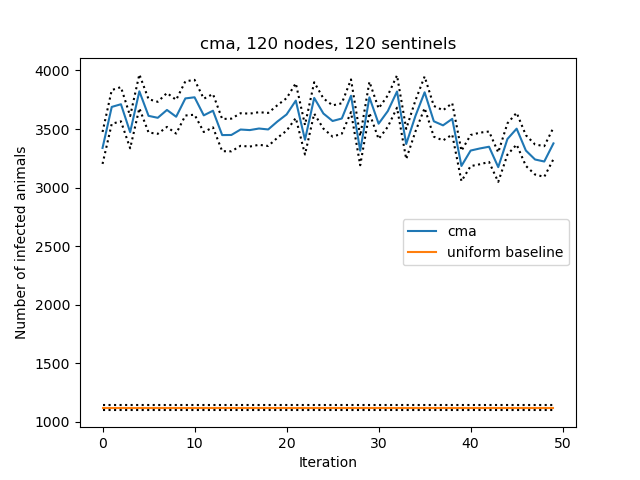 cma, 120 nodes, 120 sentinels
4000
3500
3000
2500
2000
1500
1000
Number of infected animals
cma
uniform baseline
0
10
20
30
40
50
Iteration